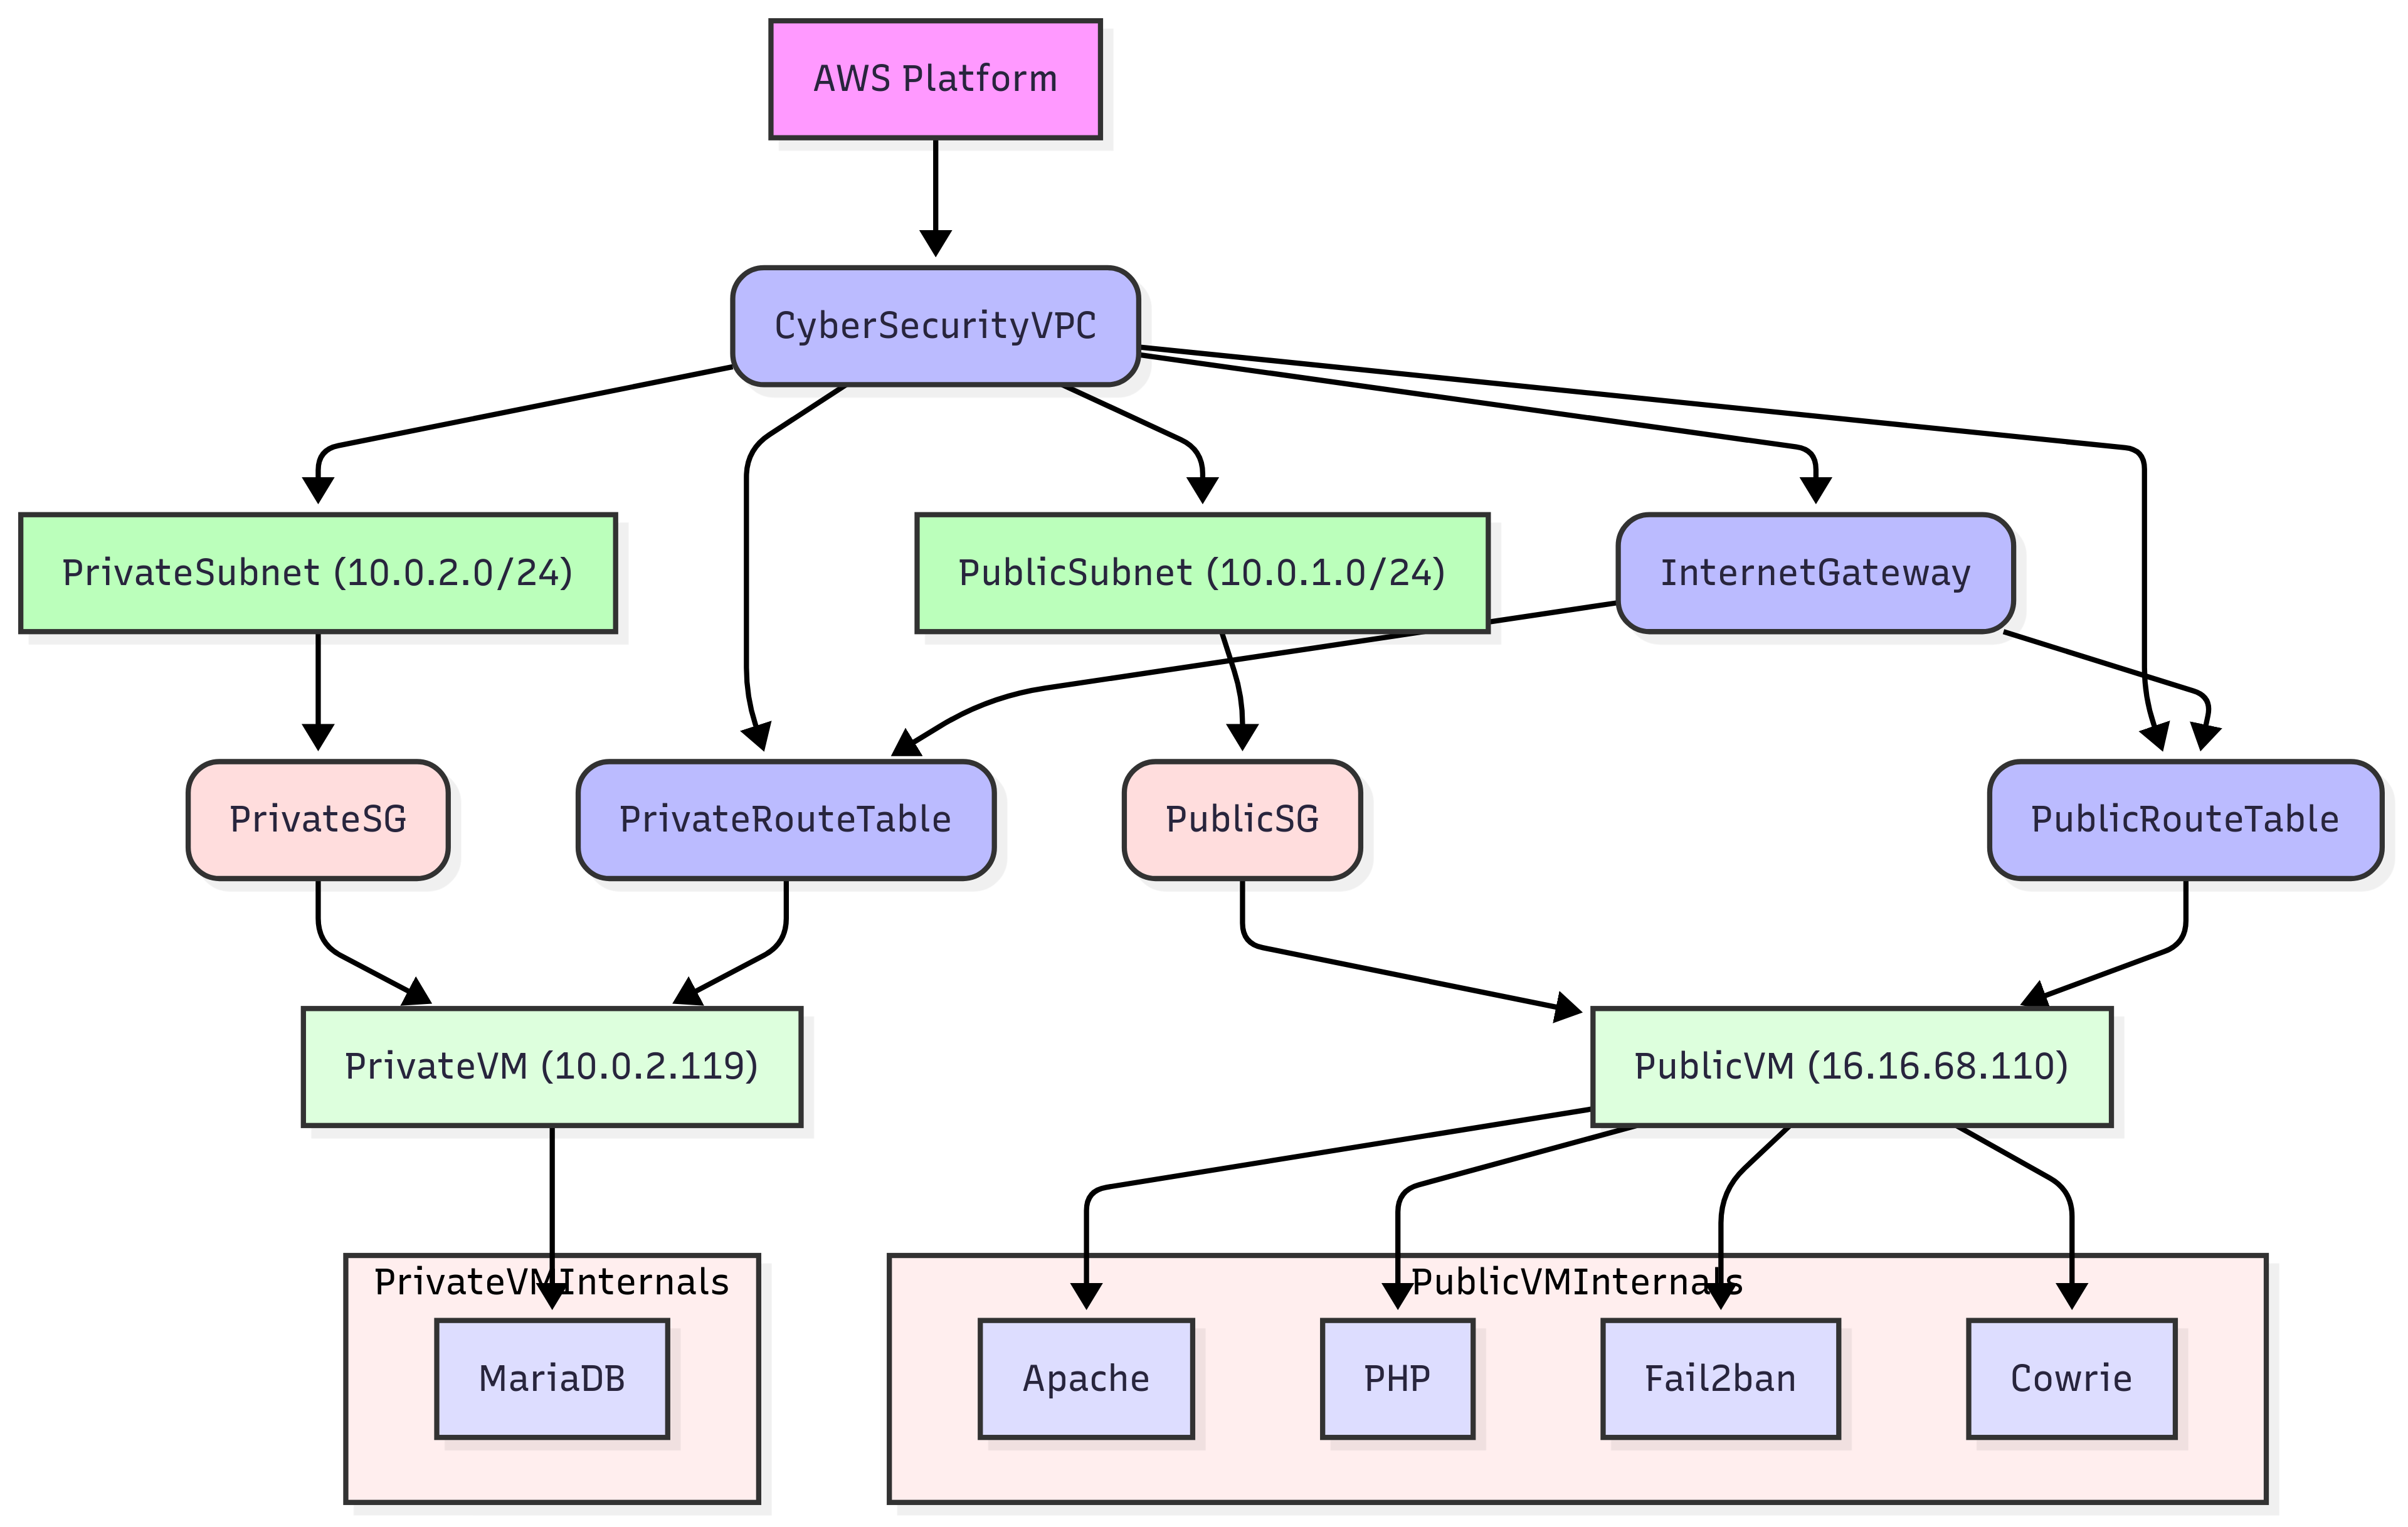 AWS Platform
CyberSecurityVPC
PrivateSubnet (10.0.2.0/24)
PublicSubnet (10.0.1.0/24)
InternetGateway
PrivateSG
PrivateRouteTable
PublicSG
PublicRouteTable
PrivateVM (10.0.2.119)
PublicVM (16.16.68.110)
PrivateVMInternals
PublicVMInternals
MariaDB
Apache
PHP
Fail2ban
Cowrie